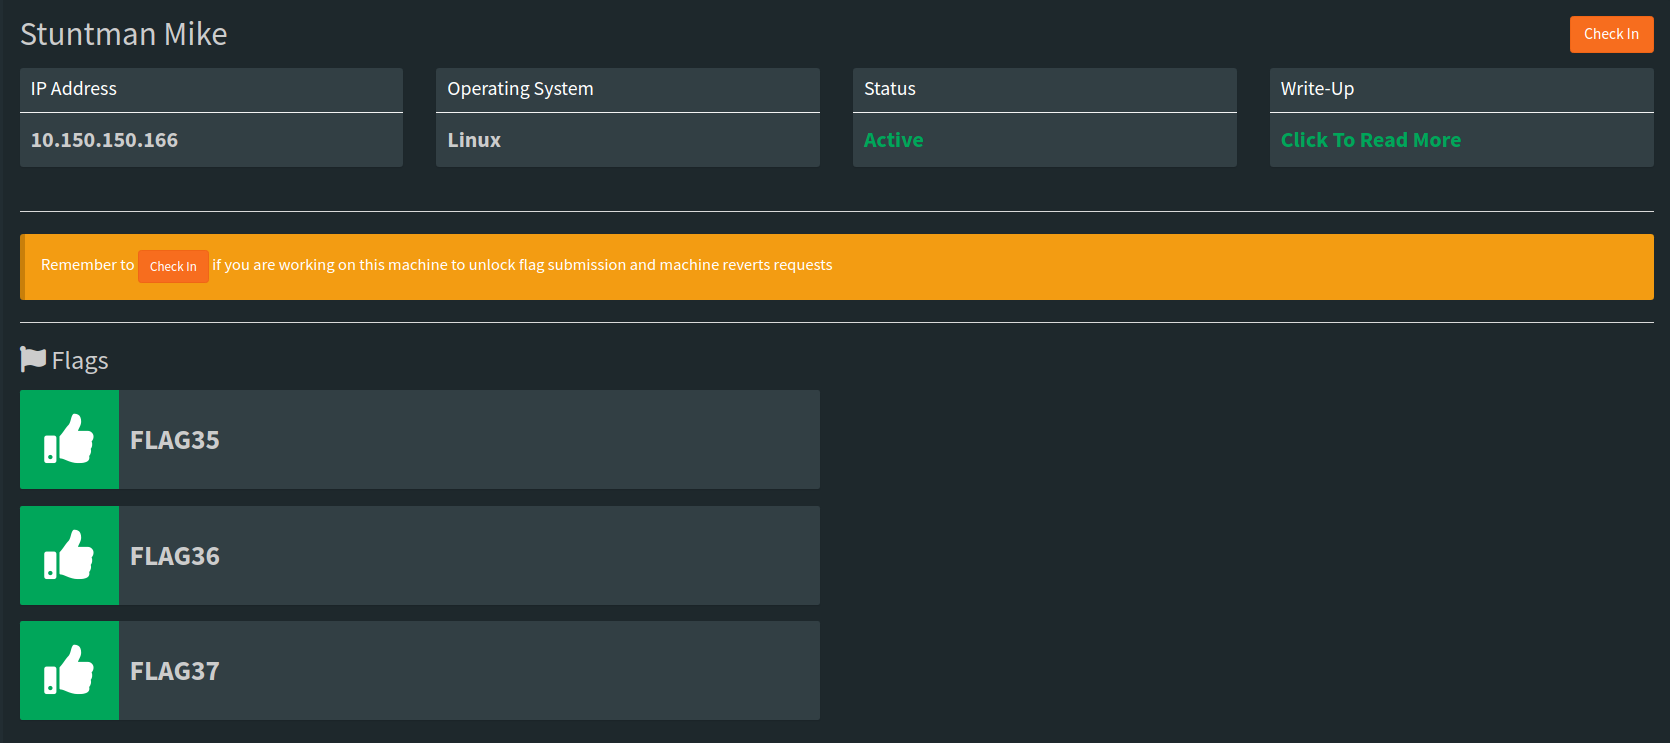 Stuntman Mike
Check In
IP Address
10.150.150.166
Operating System
Linux
Status
Active
Write-Up
Click To Read More
Remember to Check In if you are working on this machine to unlock flag submission and machine reverts requests
Flags
FLAG35
FLAG36
FLAG37